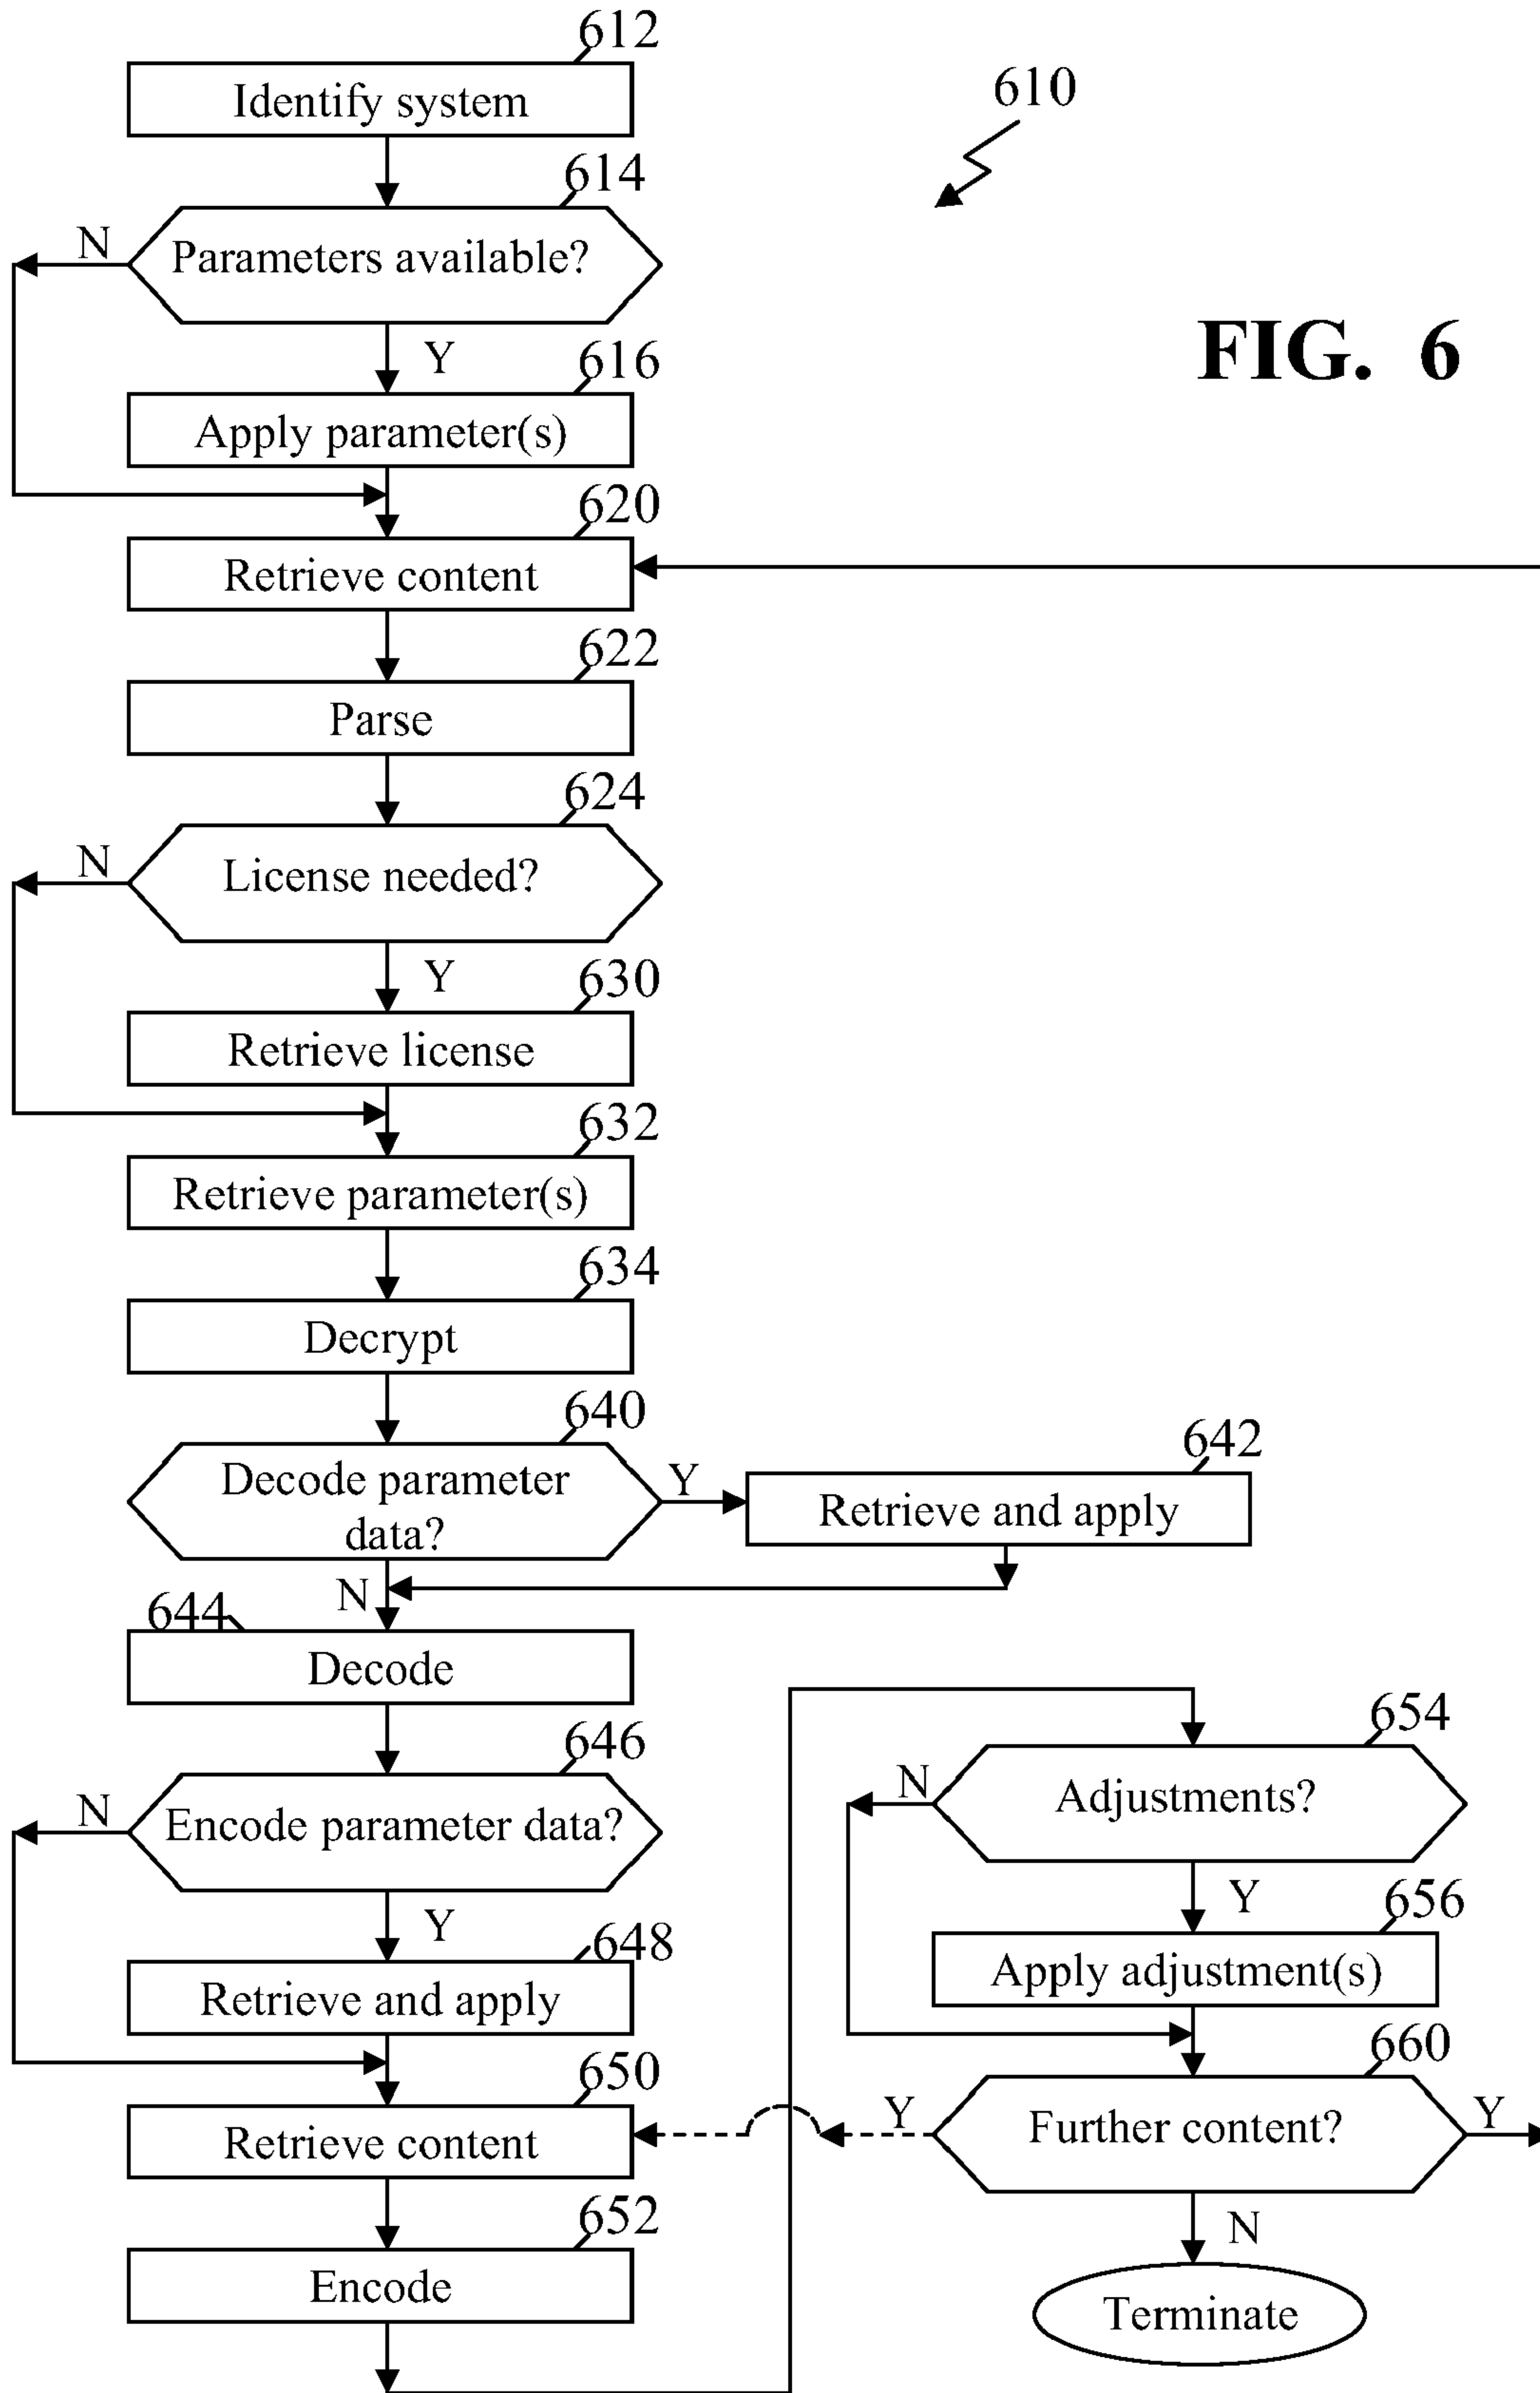 612
Identify system
610
614
N
Parameters available?
FIG. 6
Y
616
Apply parameter(s)
620
Retrieve content
622
Parse
624
N
License needed?
Y
630
Retrieve license
632
Retrieve parameter(s)
634
Decrypt
640
Decode parameter
data?
Y
642
Retrieve and apply
N
644
Decode
646
N
Encode parameter data?
Y
648
Retrieve and apply
650
Retrieve content
652
Encode
654
N
Adjustments?
Y
656
Apply adjustment(s)
660
Y
Further content?
Y
N
Terminate